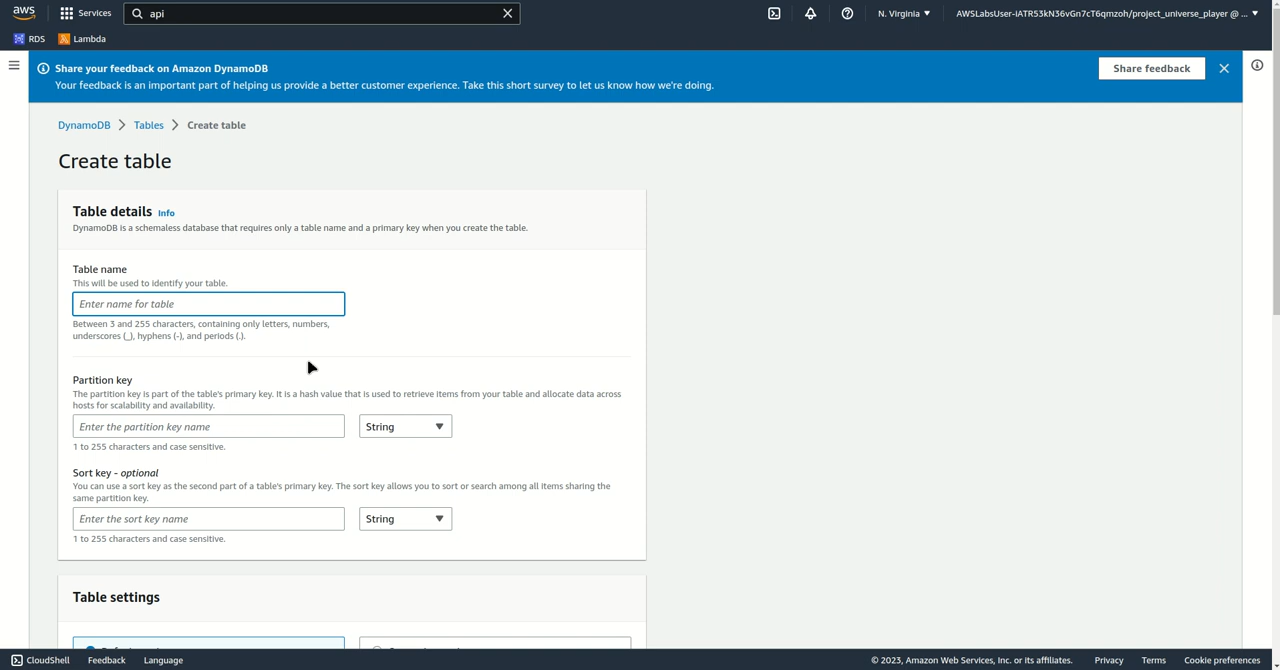 aws
Services
api
N. Virginia
AWSLabsUser-iATR53kN36vGn7cT6qmzoh/project_universe_player @ ...
RDS
Lambda
Share your feedback on Amazon DynamoDB
Your feedback is an important part of helping us provide a better customer experience. Take this short survey to let us know how we're doing.
Share feedback
DynamoDB
Tables
Create table
Create table
Table details Info
DynamoDB is a schemaless database that requires only a table name and a primary key when you create the table.
Table name
This will be used to identify your table.
Enter name for table
Between 3 and 255 characters, containing only letters, numbers,
underscores (_), hyphens (-), and periods (.).
Partition key
The partition key is part of the table's primary key. It is a hash value that is used to retrieve items from your table and allocate data across
hosts for scalability and availability.
Enter the partition key name
String
1 to 255 characters and case sensitive.
Sort key - optional
You can use a sort key as the second part of a table's primary key. The sort key allows you to sort or search among all items sharing the
same partition key.
Enter the sort key name
String
1 to 255 characters and case sensitive.
Table settings
CloudShell
Feedback
Language
© 2023, Amazon Web Services, Inc. or its affiliates.
Privacy
Terms
Cookie preferences